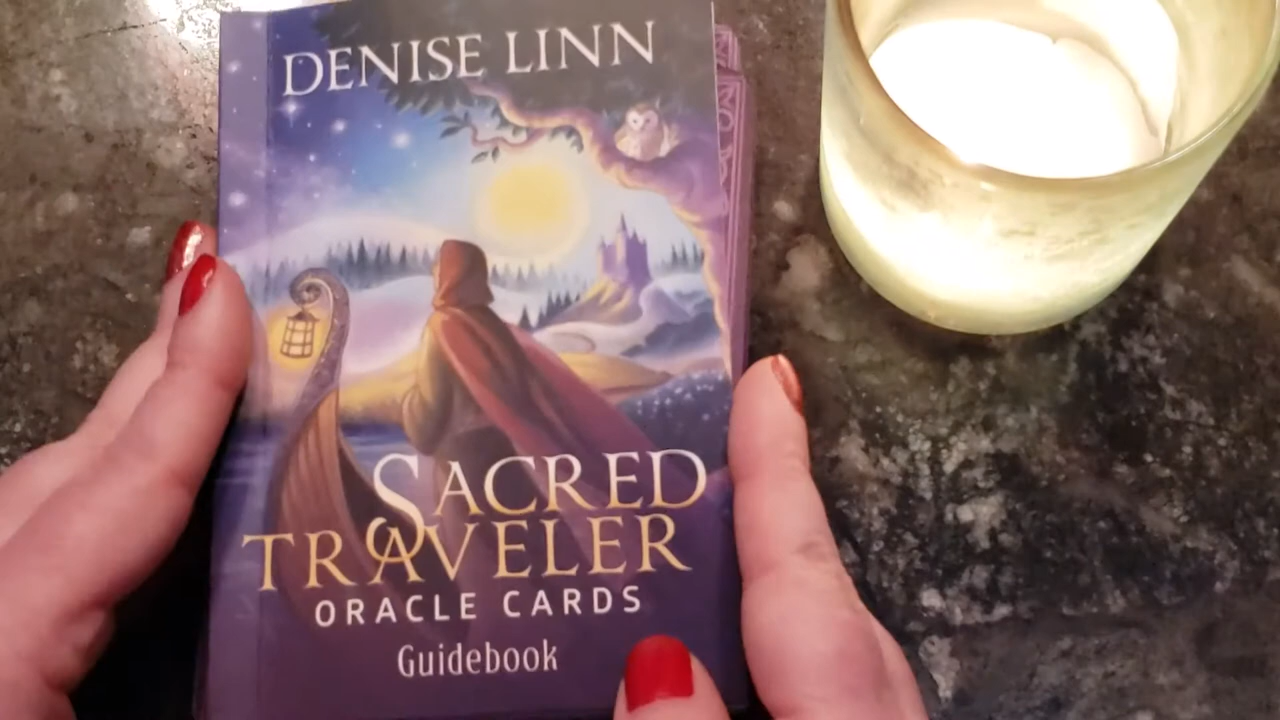 DENISE LINN
SACRED
TRAVELER
ORACLE CARDS
Guidebook